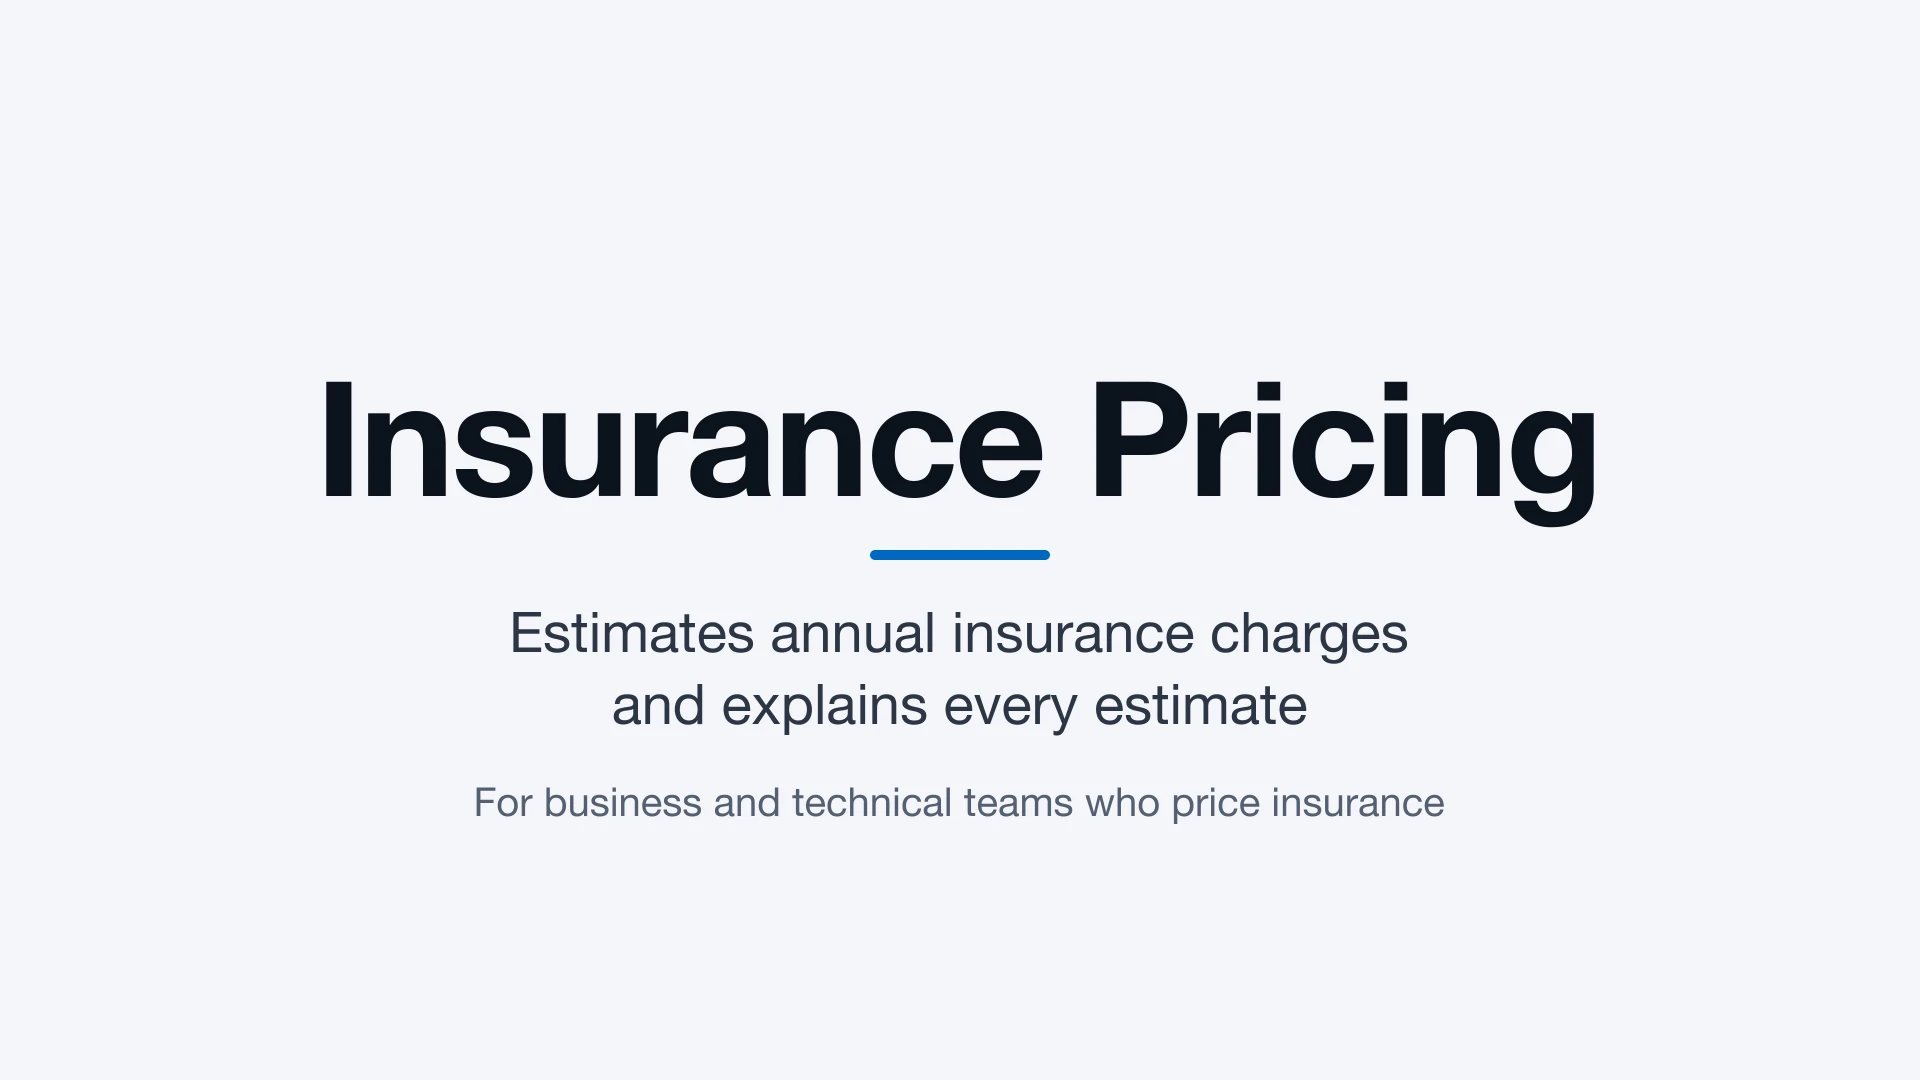 Insurance Pricing
Estimates annual insurance charges
and explains every estimate
For business and technical teams who price insurance